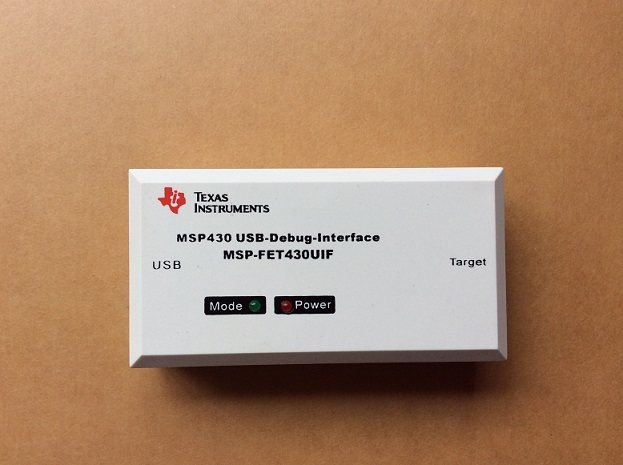 TEXAS
INSTRUMENTS
MSP430 USB-Debug-Interface
MSP-FET430UIF
USB
Target
Mode
Power